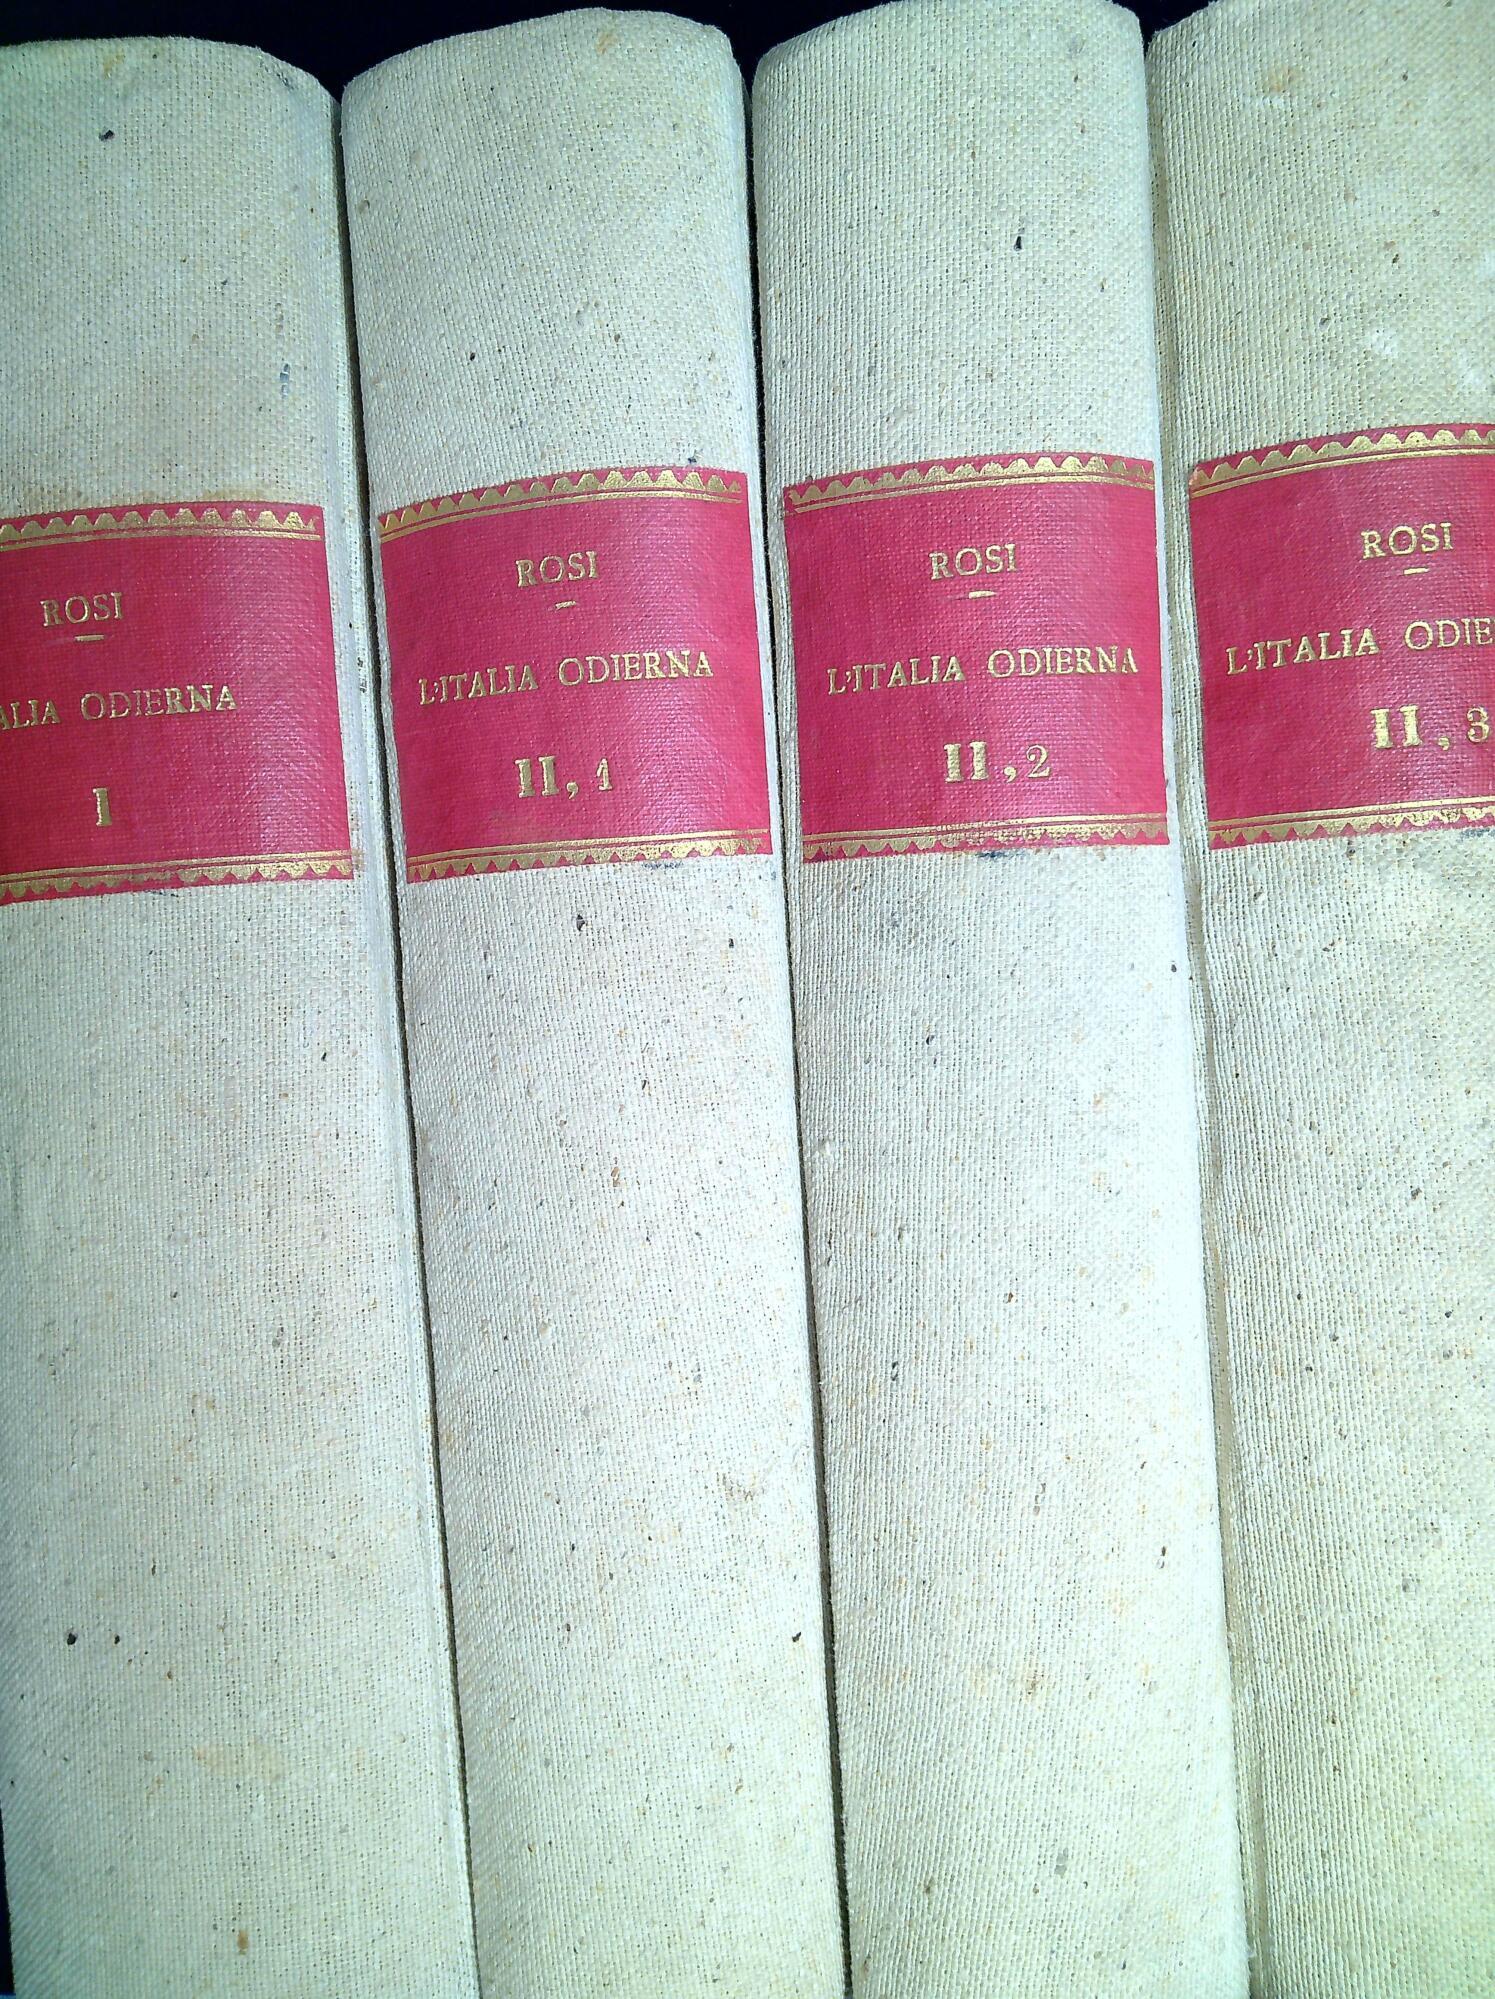 ROSI
ALIA ODIERNA
I
ROSI
L'ITALIA ODIERNA
II, 1
ROSI
L'ITALIA ODIERNA
II, 2
ROSI
L'ITALIA ODIE
II, 3